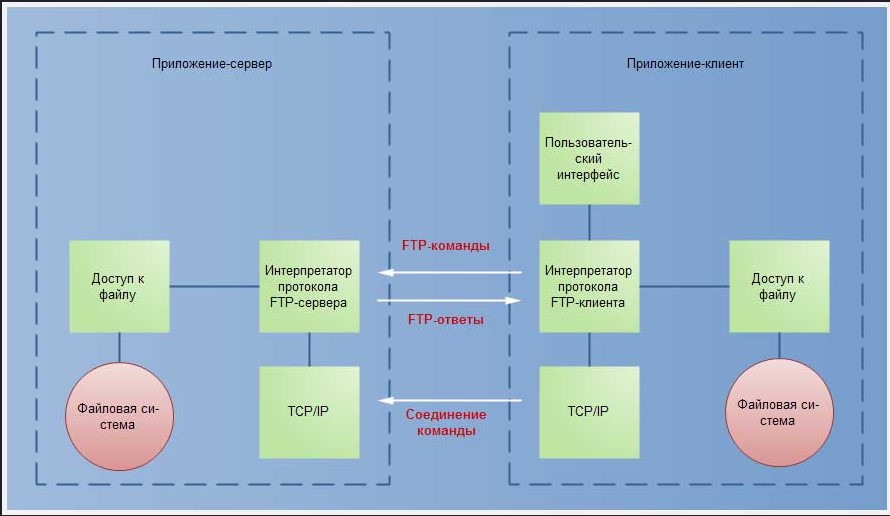 Приложение-сервер
Приложение-клиент
Пользователь-
ский
интерфейс
FTP-команды
Доступ к
файлу
Интерпретатор
протокола
FTP-сервера
Интерпретатор
протокола
FTP-клиента
Доступ к
файлу
FTP-ответы
Файловая си-
стема
TCP/IP
Соединение
команды
TCP/IP
Файловая си-
стема